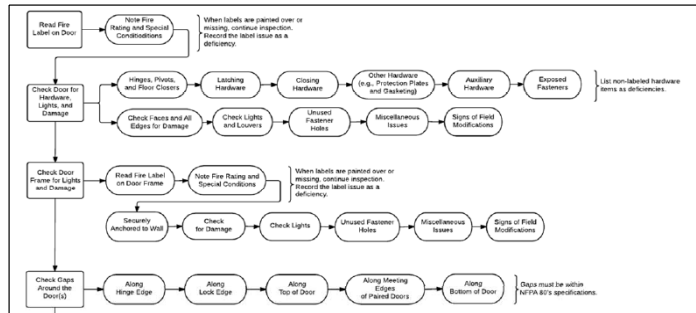 Read Fire
Label on Door
Note Fire
Rating and Special
Conditieditions
When labels are painted over or
missing, continue inspection.
Record the label issue as a
deficiency.
Check Door for
Hardware,
Lights, and
Damage
Hinges, Pivots,
and Floor Closers
Latching
Hardware
Closing
Hardware
Other Hardware
(e.g., Protection Plates
and Gasketing)
Auxiliary
Hardware
Exposed
Fasteners
List non-labeled hardware
items as deficiencies.
Check Faces and All
Edges for Damage
Check Lights
and Louvers
Unused
Fastener
Holes
Miscellaneous
Issues
Signs of Field
Modifications
Check Door
Frame for Lights
and Damage
Read Fire Label
on Door Frame
Note Fire Rating and
Special Conditions
When labels are painted over or
missing, continue inspection.
Record the label issue as a
deficiency.
Securely
Anchored to Wall
Check
for Damage
Check Lights
Unused Fastener
Holes
Miscellaneous
Issues
Signs of Field
Modifications
Check Gaps
Around the
Door(s)
Along
Hinge Edge
Along
Lock Edge
Along
Top of Door
Along Meeting
Edges
of Paired Doors
Along
Bottom of Door
Gaps must be within
NFPA 80's specifications.